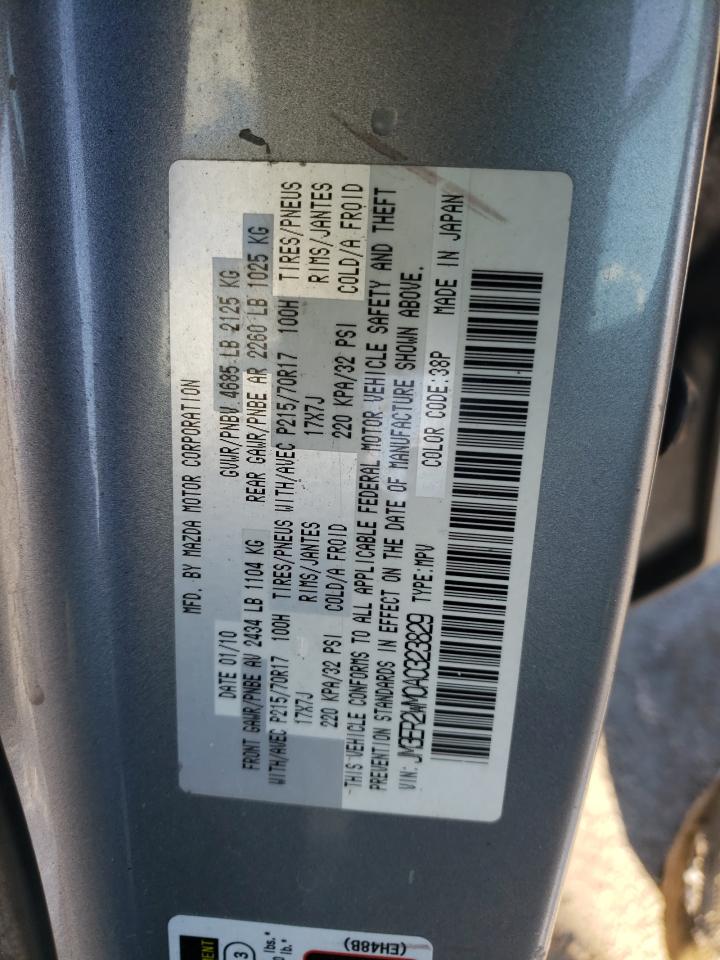 MFD. BY MAZDA MOTOR CORPORATION
DATE 01/10 GVWR/PNBV 4685 LB 2125 KG
FRONT GAWR/PNBE AV 2434 LB 1104 KG REAR GAWR/PNBE AR 2260 LB 1025 KG
WITH/AVEC P215/70R17 100H TIRES/PNEUS WITH/AVEC P215/70R17 100H TIRES/PNEUS
17X7J RIMS/JANTES 17X7J RIMS/JANTES
220 KPA/32 PSI COLD/A FROID 220 KPA/32 PSI COLD/A FROID
THIS VEHICLE CONFORMS TO ALL APPLICABLE FEDERAL MOTOR VEHICLE SAFETY AND THEFT
PREVENTION STANDARDS IN EFFECT ON THE DATE OF MANUFACTURE SHOWN ABOVE.
VIN: JM3ER2WM0A0323829 TYPE:MPV COLOR CODE:38P MADE IN JAPAN
3
lbs.*
lb.*
(EH48B)